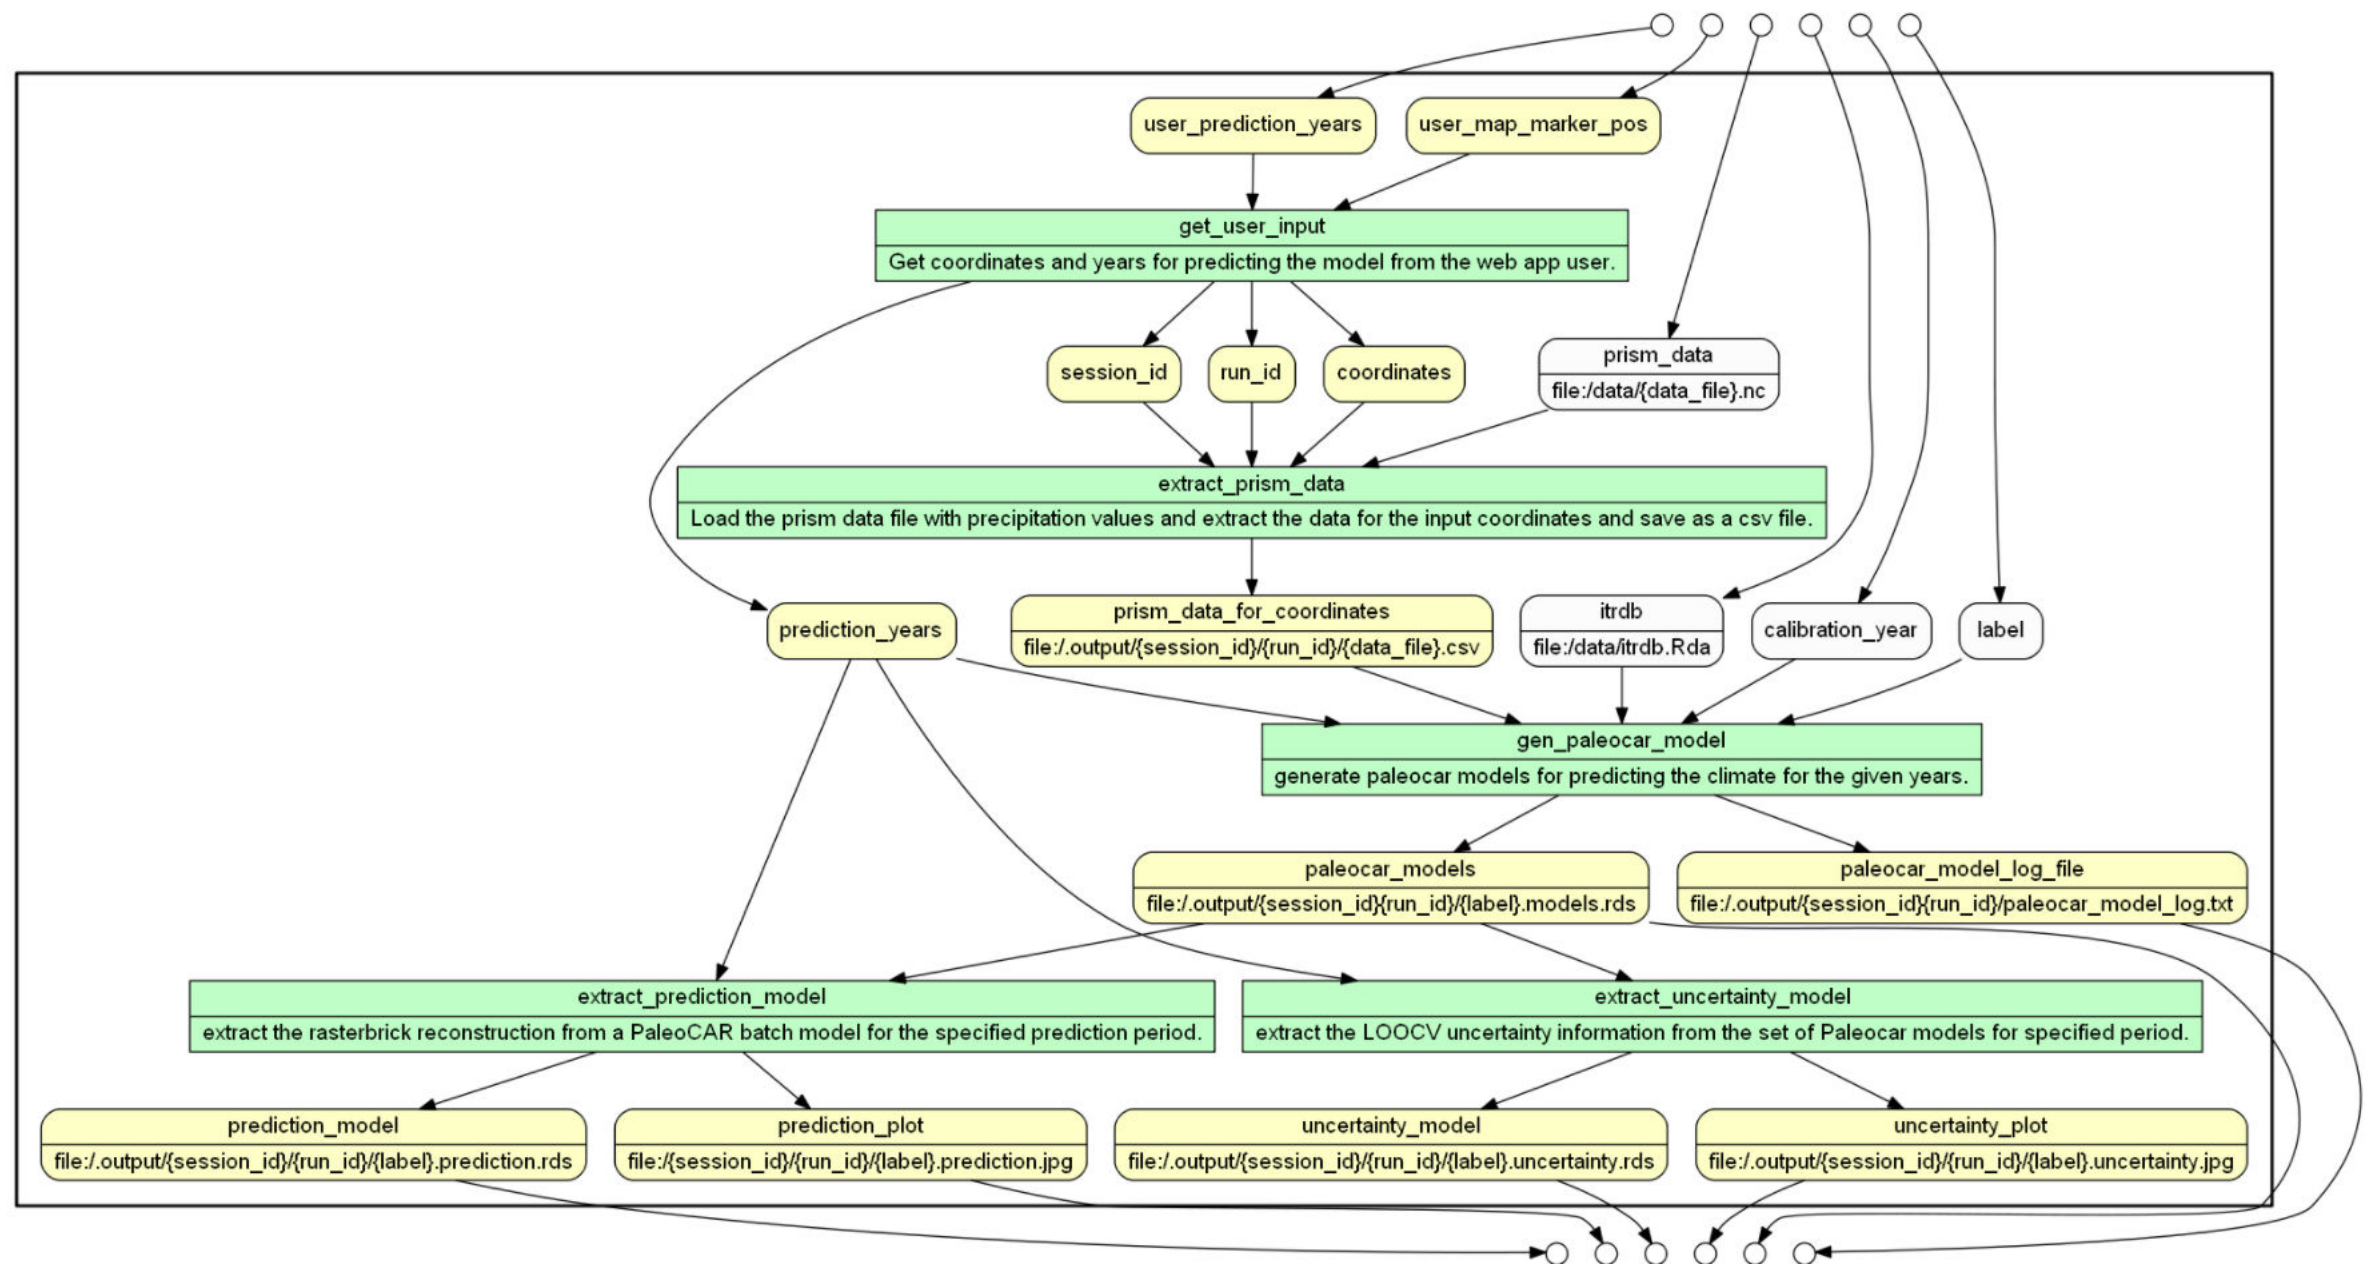 user_prediction_years
user_map_marker_pos
get_user_input
Get coordinates and years for predicting the model from the web app user.
session_id
run_id
coordinates
prism_data
file:/data/{data_file}.nc
extract_prism_data
Load the prism data file with precipitation values and extract the data for the input coordinates and save as a csv file.
prediction_years
prism_data_for_coordinates
file:/.output/{session_id}/{run_id}/{data_file}.csv
itrdb
file:/data/itrdb.Rda
calibration_year
label
gen_paleocar_model
generate paleocar models for predicting the climate for the given years.
paleocar_models
file:/.output/{session_id}{run_id}/{label}.models.rds
paleocar_model_log_file
file:/.output/{session_id}{run_id}/paleocar_model_log.txt
extract_prediction_model
extract the rasterbrick reconstruction from a PaleoCAR batch model for the specified prediction period.
extract_uncertainty_model
extract the LOOCV uncertainty information from the set of Paleocar models for specified period.
prediction_model
file:/.output/{session_id}/{run_id}/{label}.prediction.rds
prediction_plot
file:/{session_id}/{run_id}/{label}.prediction.jpg
uncertainty_model
file:/.output/{session_id}/{run_id}/{label}.uncertainty.rds
uncertainty_plot
file:/.output/{session_id}/{run_id}/{label}.uncertainty.jpg